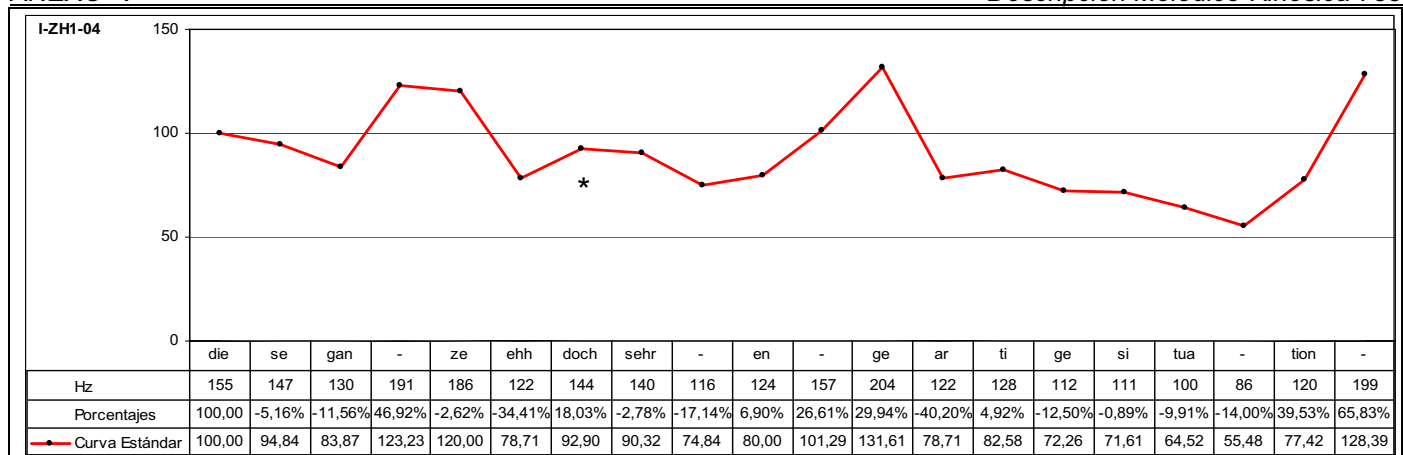 I-ZH1-04
150
100
50
0
*
die se gan - ze ehh doch sehr - en - ge ar ti ge si tua - tion -
Hz 155 147 130 191 186 122 144 140 116 124 157 204 122 128 112 111 100 86 120 199
Porcentajes 100,00 -5,16% -11,56% 46,92% -2,62% -34,41% 18,03% -2,78% -17,14% 6,90% 26,61% 29,94% -40,20% 4,92% -12,50% -0,89% -9,91% -14,00% 39,53% 65,83%
Curva Estándar 100,00 94,84 83,87 123,23 120,00 78,71 92,90 90,32 74,84 80,00 101,29 131,61 78,71 82,58 72,26 71,61 64,52 55,48 77,42 128,39